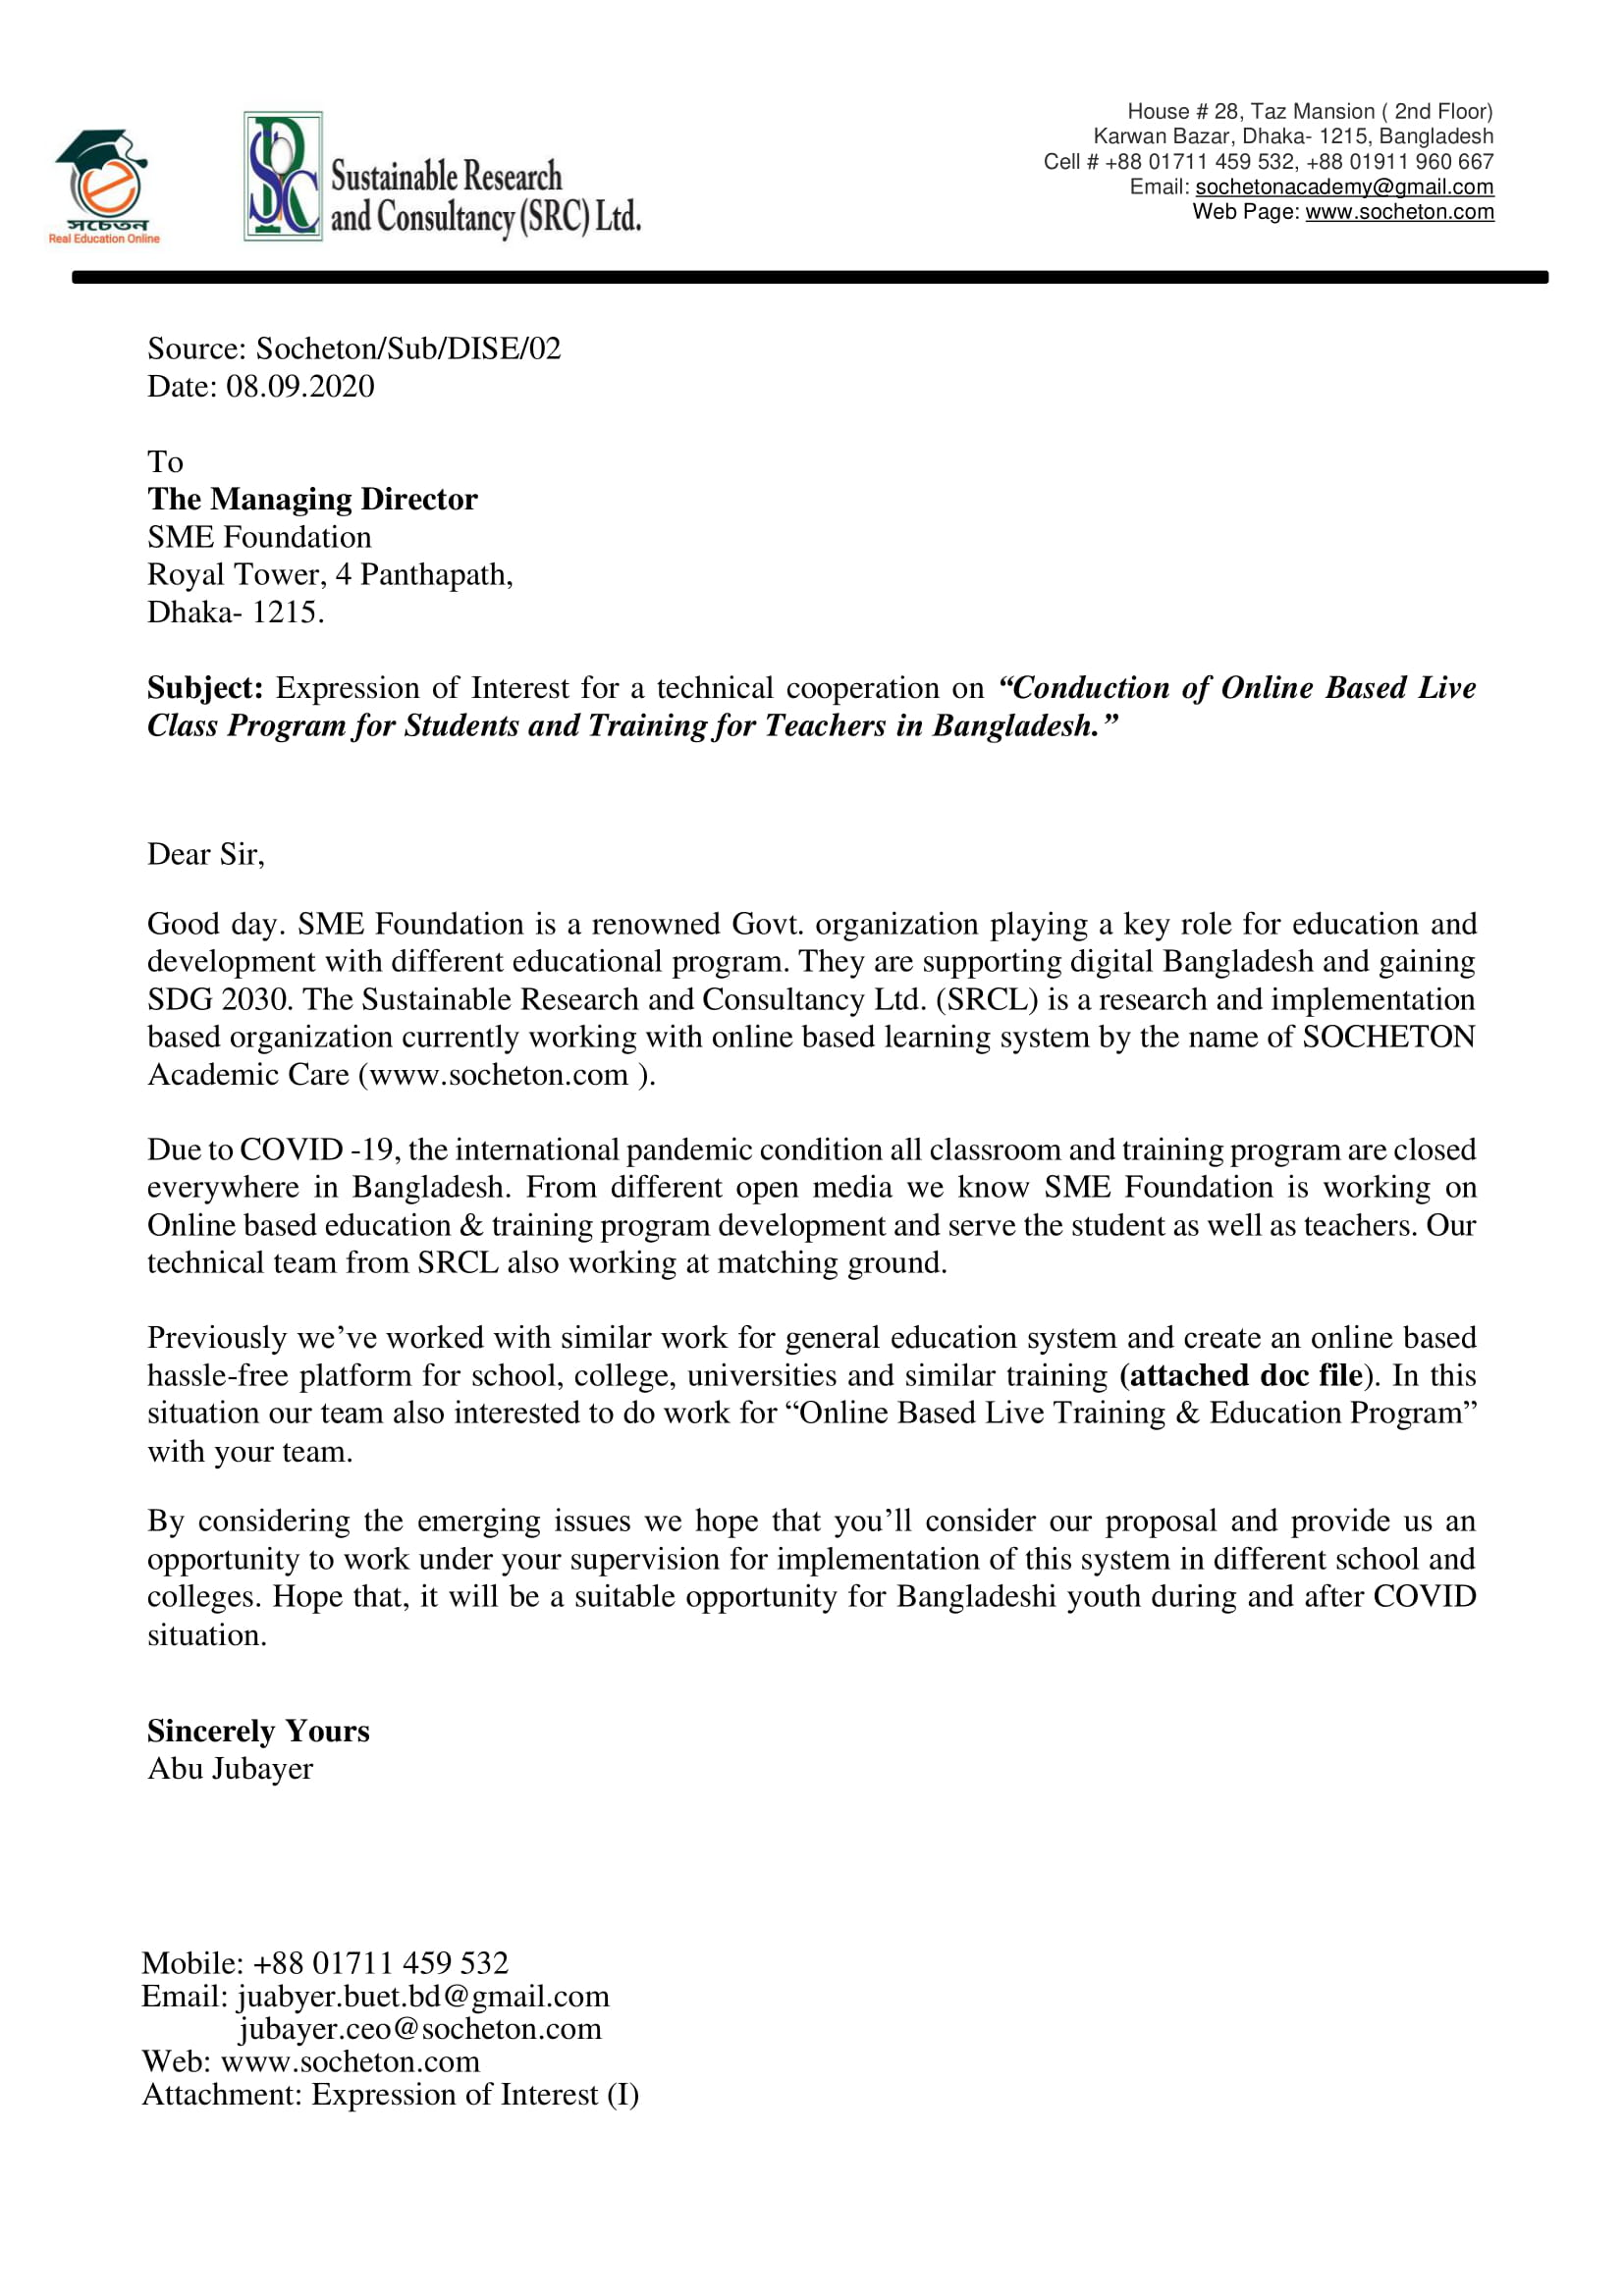 সচেতন
Real Education Online
SRC
Sustainable Research
and Consultancy (SRC) Ltd.
House # 28, Taz Mansion ( 2nd Floor)
Karwan Bazar, Dhaka- 1215, Bangladesh
Cell # +88 01711 459 532, +88 01911 960 667
Email: sochetonacademy@gmail.com
Web Page: www.socheton.com
Source: Socheton/Sub/DISE/02
Date: 08.09.2020
To
The Managing Director
SME Foundation
Royal Tower, 4 Panthapath,
Dhaka- 1215.
Subject: Expression of Interest for a technical cooperation on “Conduction of Online Based Live
Class Program for Students and Training for Teachers in Bangladesh.”
Dear Sir,
Good day. SME Foundation is a renowned Govt. organization playing a key role for education and
development with different educational program. They are supporting digital Bangladesh and gaining
SDG 2030. The Sustainable Research and Consultancy Ltd. (SRCL) is a research and implementation
based organization currently working with online based learning system by the name of SOCHETON
Academic Care (www.socheton.com ).
Due to COVID -19, the international pandemic condition all classroom and training program are closed
everywhere in Bangladesh. From different open media we know SME Foundation is working on
Online based education & training program development and serve the student as well as teachers. Our
technical team from SRCL also working at matching ground.
Previously we’ve worked with similar work for general education system and create an online based
hassle-free platform for school, college, universities and similar training (attached doc file). In this
situation our team also interested to do work for “Online Based Live Training & Education Program”
with your team.
By considering the emerging issues we hope that you’ll consider our proposal and provide us an
opportunity to work under your supervision for implementation of this system in different school and
colleges. Hope that, it will be a suitable opportunity for Bangladeshi youth during and after COVID
situation.
Sincerely Yours
Abu Jubayer
Mobile: +88 01711 459 532
Email: juabyer.buet.bd@gmail.com
jubayer.ceo@socheton.com
Web: www.socheton.com
Attachment: Expression of Interest (I)